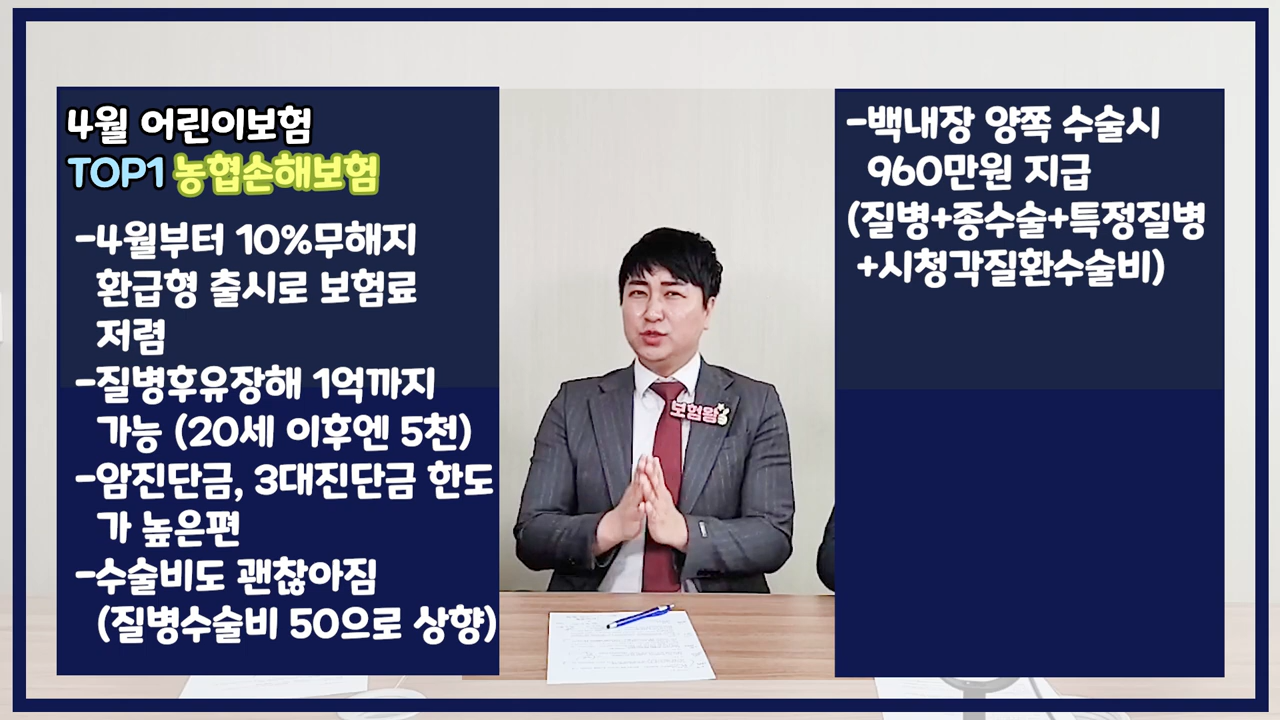 4월 어린이보험
TOP1 농협손해보험
-4월부터 10%무해지
환급형 출시로 보험료
저렴
-질병후유장해 1억까지
가능 (20세 이후엔 5천)
-암진단금, 3대진단금 한도
가 높은편
-수술비도 괜찮아짐
(질병수술비 50으로 상향)
-백내장 양쪽 수술시
960만원 지급
(질병+종수술+특정질병
+시청각질환수술비)
보험왕